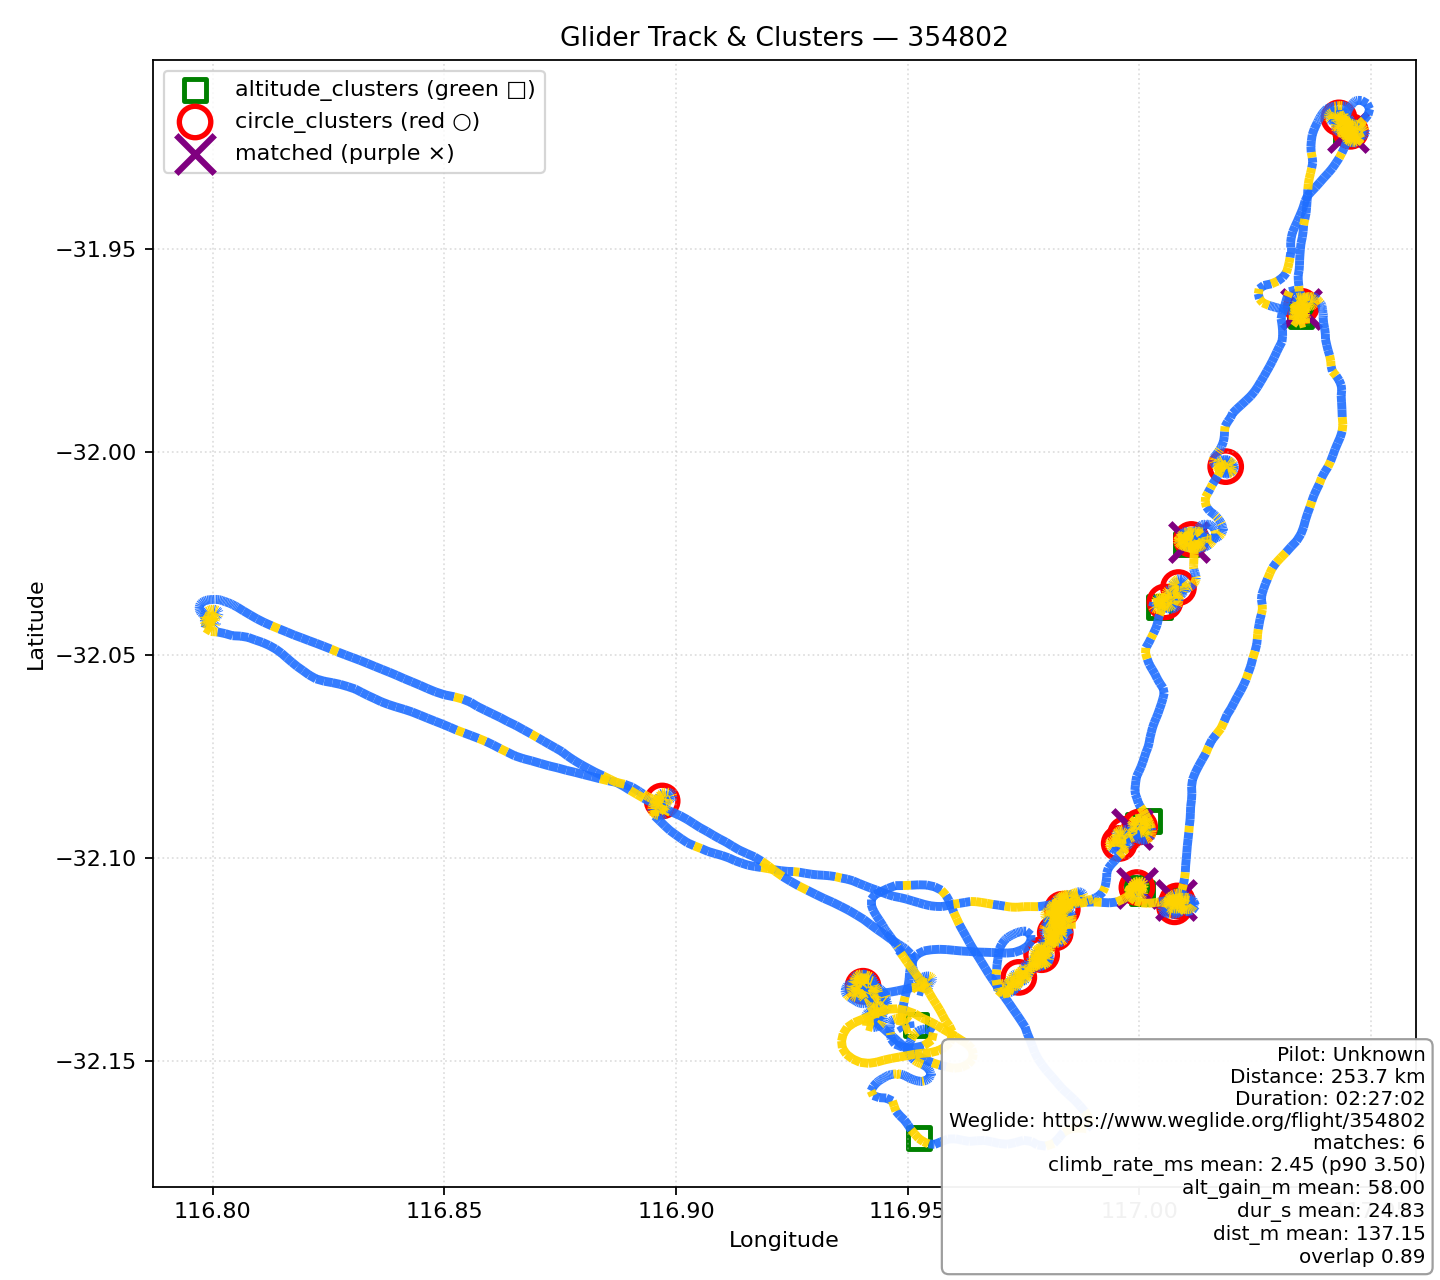 Glider Track & Clusters — 354802
altitude_clusters (green □)
circle_clusters (red ○)
matched (purple ×)
−31.95
−32.00
−32.05
−32.10
−32.15
Latitude
116.80
116.85
116.90
116.95
117.00
Longitude
Pilot: Unknown
Distance: 253.7 km
Duration: 02:27:02
Weglide: https://www.weglide.org/flight/354802
matches: 6
climb_rate_ms mean: 2.45 (p90 3.50)
alt_gain_m mean: 58.00
dur_s mean: 24.83
dist_m mean: 137.15
overlap 0.89